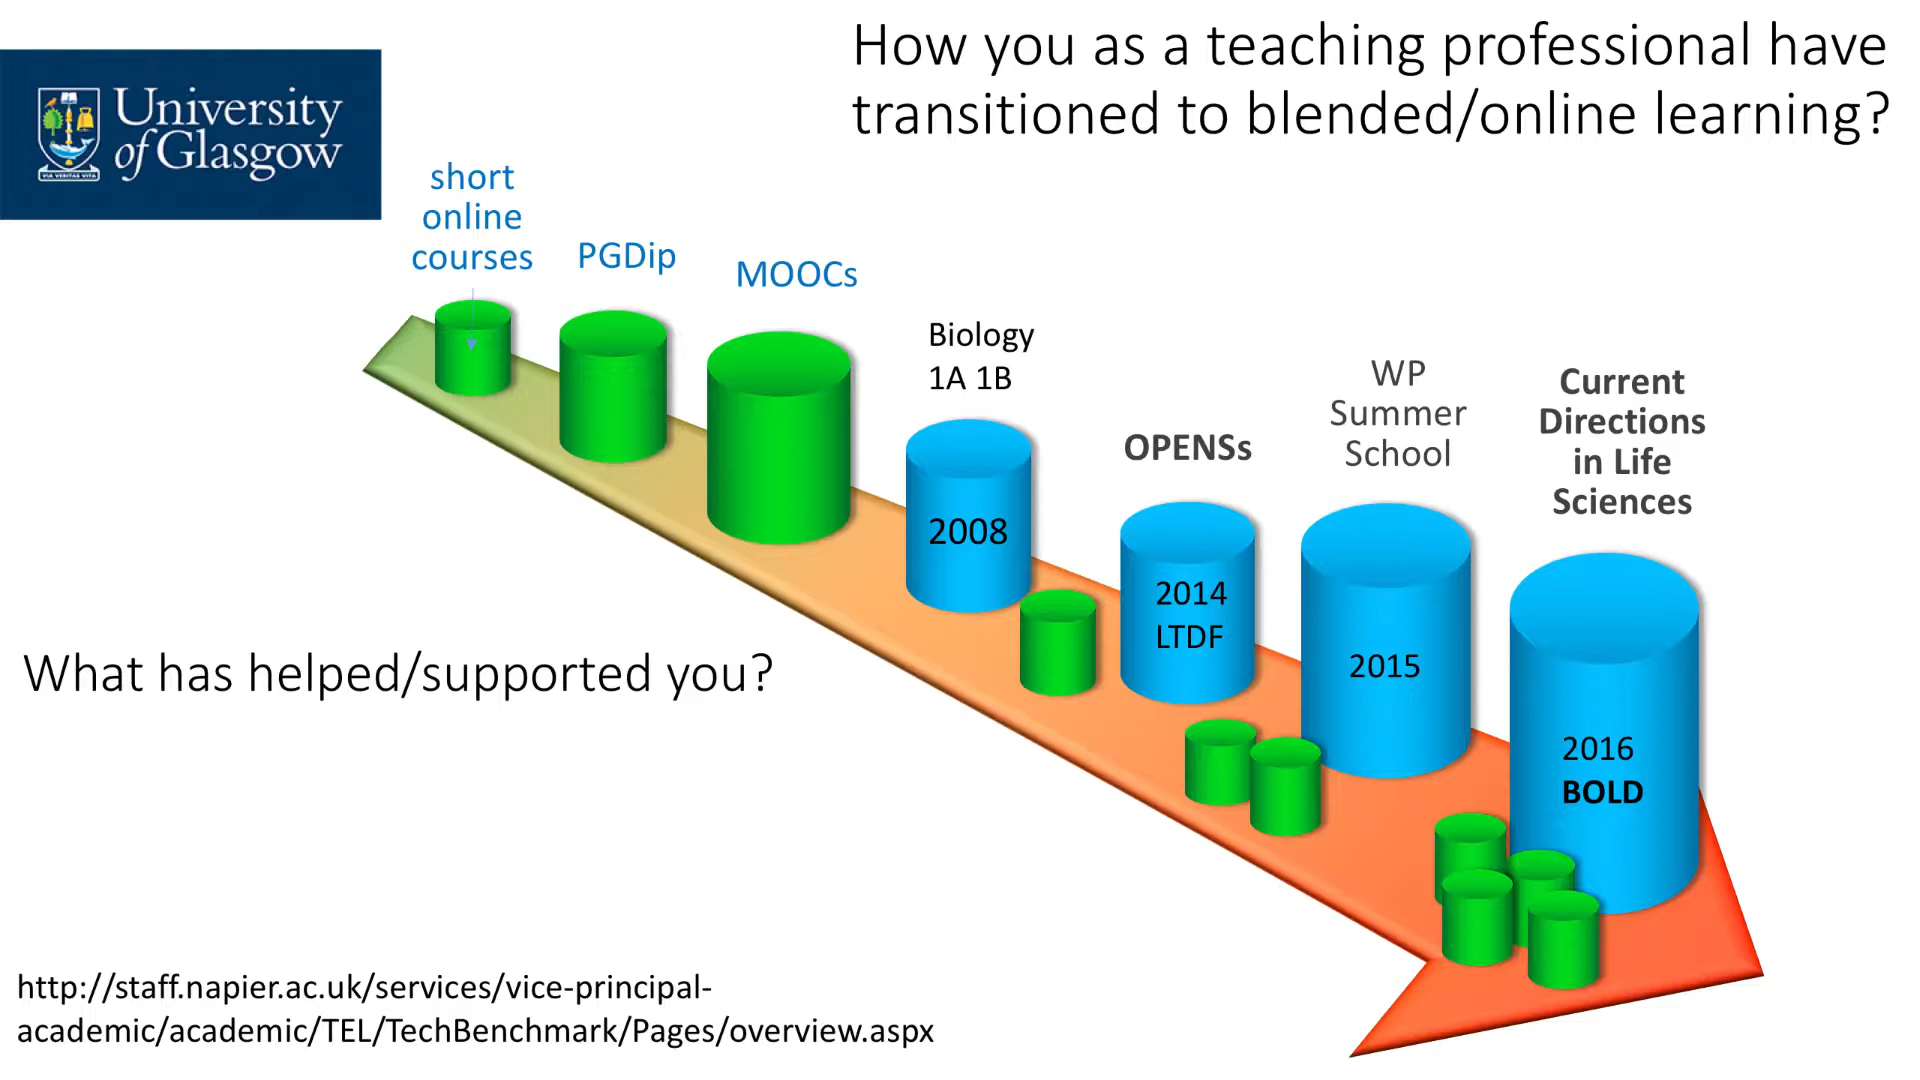 How you as a teaching professional have
transitioned to blended/online learning?
University
of Glasgow
VIA VERITAS VITA
short
online
courses
PGDip
MOOCs
Biology
1A 1B
OPENSs
WP
Summer
School
Current
Directions
in Life
Sciences
2008
2014
LTDF
2015
2016
BOLD
What has helped/supported you?
http://staff.napier.ac.uk/services/vice-principal-
academic/academic/TEL/TechBenchmark/Pages/overview.aspx